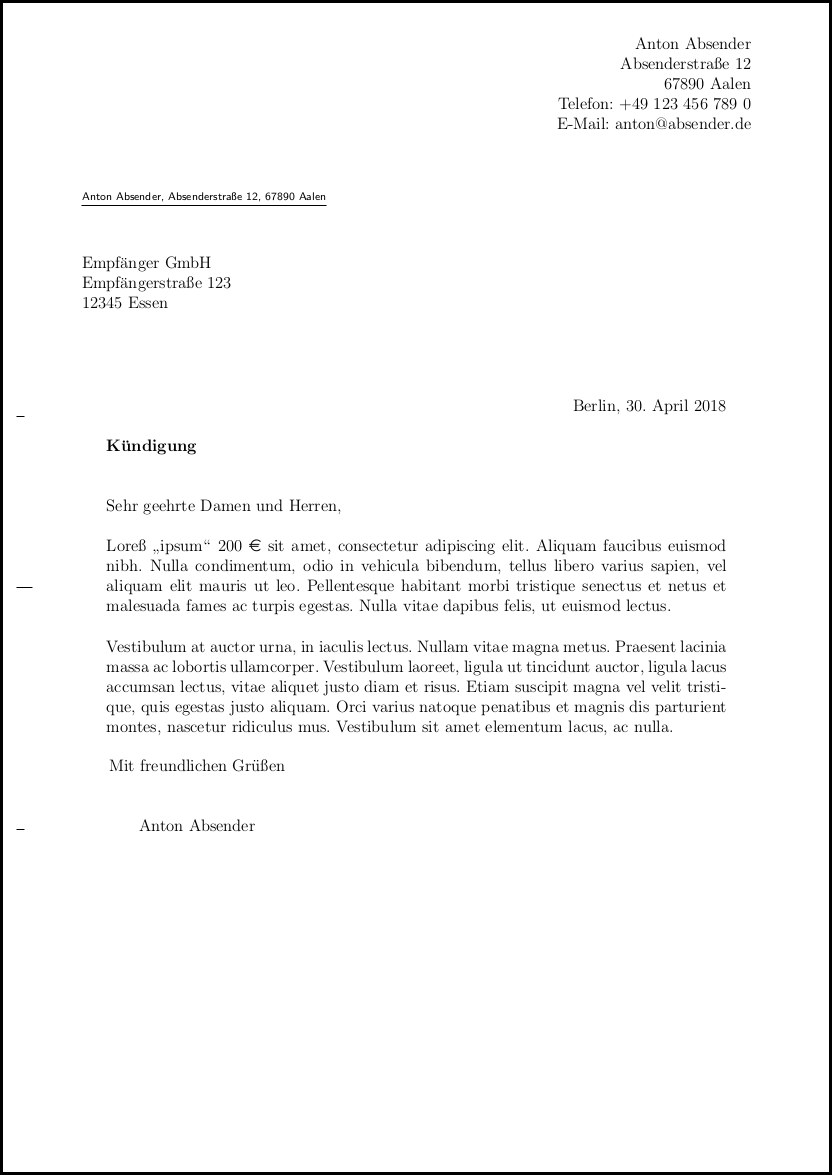 Anton Absender
Absenderstraße 12
67890 Aalen
Telefon: +49 123 456 789 0
E-Mail: anton@absender.de
Anton Absender, Absenderstraße 12, 67890 Aalen
Empfänger GmbH
Empfängerstraße 123
12345 Essen
Berlin, 30. April 2018
Kündigung
Sehr geehrte Damen und Herren,
Loreß „ipsum“ 200 € sit amet, consectetur adipiscing elit. Aliquam faucibus euismod
nibh. Nulla condimentum, odio in vehicula bibendum, tellus libero varius sapien, vel
aliquam elit mauris ut leo. Pellentesque habitant morbi tristique senectus et netus et
malesuada fames ac turpis egestas. Nulla vitae dapibus felis, ut euismod lectus.
Vestibulum at auctor urna, in iaculis lectus. Nullam vitae magna metus. Praesent lacinia
massa ac lobortis ullamcorper. Vestibulum laoreet, ligula ut tincidunt auctor, ligula lacus
accumsan lectus, vitae aliquet justo diam et risus. Etiam suscipit magna vel velit tristi-
que, quis egestas justo aliquam. Orci varius natoque penatibus et magnis dis parturient
montes, nascetur ridiculus mus. Vestibulum sit amet elementum lacus, ac nulla.
Mit freundlichen Grüßen
Anton Absender